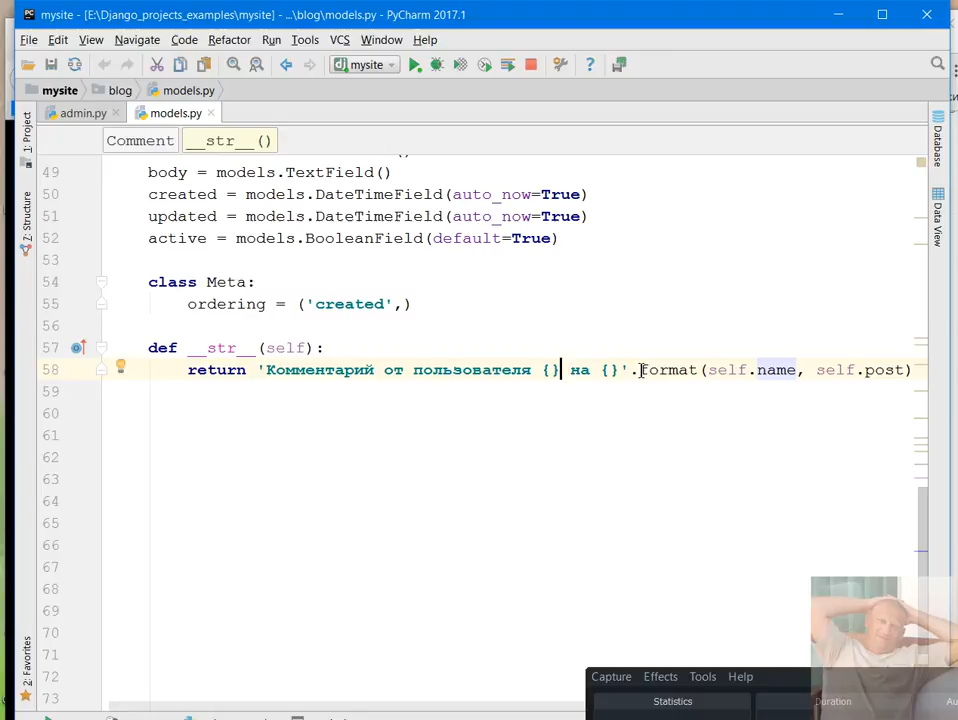 mysite - [E:\Django_projects_examples\mysite] - ...\blog\models.py - PyCharm 2017.1
File Edit View Navigate Code Refactor Run Tools VCS Window Help
mysite
mysite blog models.py
admin.py models.py
Comment __str__()
49 body = models.TextField()
50 created = models.DateTimeField(auto_now=True)
51 updated = models.DateTimeField(auto_now=True)
52 active = models.BooleanField(default=True)
53
54 class Meta:
55 ordering = ('created',)
56
57 def __str__(self):
58 return 'Комментарий от пользователя {} на {}'.format(self.name, self.post)
59
60
61
62
63
64
65
66
67
68
69
70
71
72
73
1: Project
7: Structure
2: Favorites
Database
Data View
Capture Effects Tools Help
Statistics
Duration